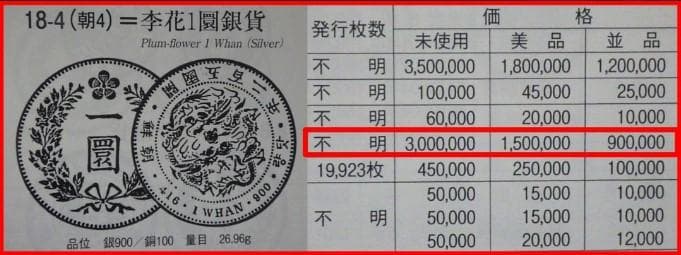 18-4(朝4)＝李花1圜銀貨
Plum-flower 1 Whan (Silver)
一圜
416・1 WHAN・900
品位 銀900／銅100 量目 26.96g
発行枚数 価格
未使用 美品 並品
不明 3,500,000 1,800,000 1,200,000
不明 100,000 45,000 25,000
不明 60,000 20,000 10,000
不明 3,000,000 1,500,000 900,000
19,923枚 450,000 250,000 100,000
50,000 15,000 10,000
不明 50,000 15,000 10,000
50,000 20,000 12,000